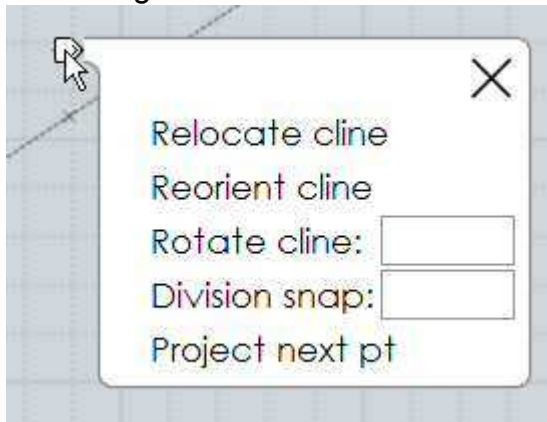 Relocate cline
Reorient cline
Rotate cline:
Division snap:
Project next pt